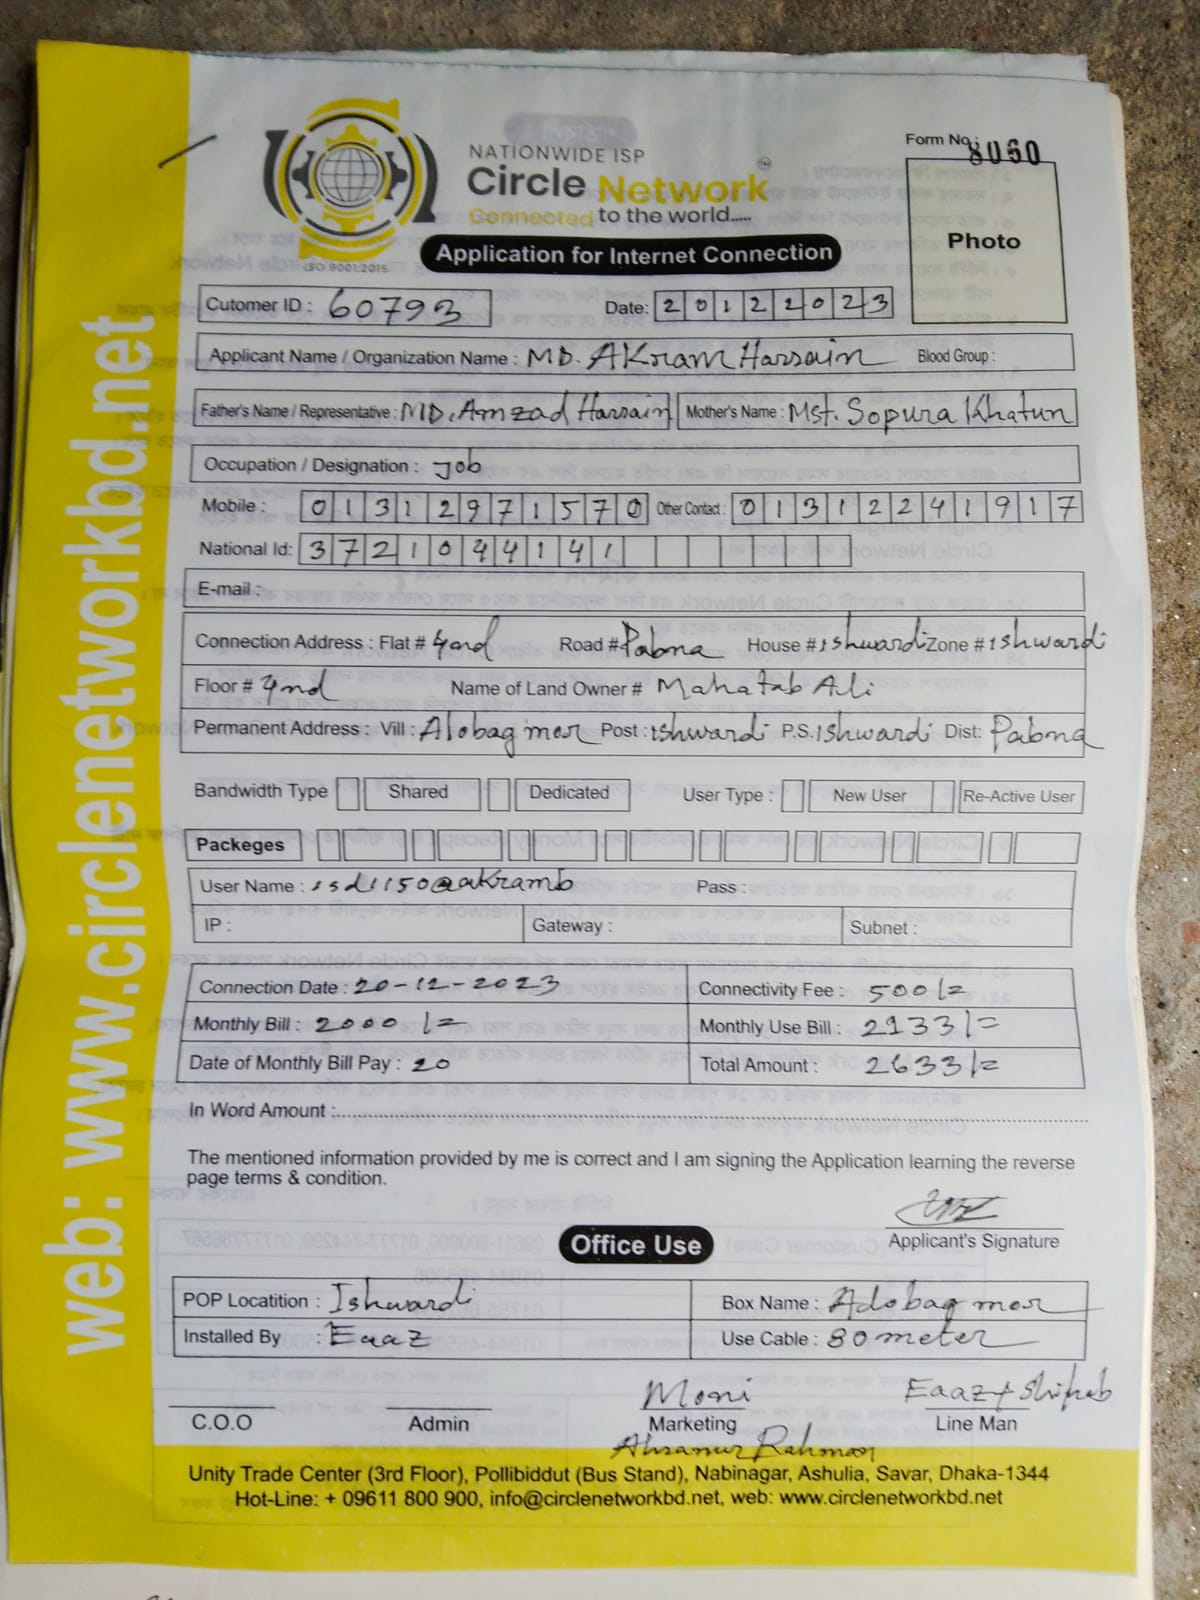 Form No: 8060
NATIONWIDE ISP
Circle Network
Connected to the world.....
ISO 9001:2015
Application for Internet Connection
Photo
Cutomer ID : 60793
Date: 20122023
Applicant Name / Organization Name : MD. AKram Hossain Blood Group :
Father's Name / Representative : MD. Amzad Hossain Mother's Name : Mst. Sopura Khatun
Occupation / Designation : Job
Mobile : 01312971570 Other Contact : 01312241917
National Id: 3721044141
E-mail :
Connection Address : Flat # 4nd Road # Pabna House # ishwardi Zone # ishwardi
Floor # 4nd Name of Land Owner # Mahatab Ali
Permanent Address : Vill : Alobag mor Post : ishwardi P.S. Ishwardi Dist: Pabna
Bandwidth Type Shared Dedicated User Type : New User Re-Active User
Packeges
User Name : isd1150@akramb Pass :
IP : Gateway : Subnet :
Connection Date : 20-12-2023 Connectivity Fee : 500/=
Monthly Bill : 2000/= Monthly Use Bill : 2133/=
Date of Monthly Bill Pay : 20 Total Amount : 2633/=
In Word Amount :
The mentioned information provided by me is correct and I am signing the Application learning the reverse
page terms & condition.
Applicant's Signature
Office Use
POP Locatition : Ishwardi Box Name : Alobag mor
Installed By : Eaaz Use Cable : 80 meter
Moni Eaaz + Shihab
C.O.O Admin Marketing Line Man
Ahsanur Rahman
Unity Trade Center (3rd Floor), Pollibiddut (Bus Stand), Nabinagar, Ashulia, Savar, Dhaka-1344
Hot-Line: + 09611 800 900, info@circlenetworkbd.net, web: www.circlenetworkbd.net
web: www.circlenetworkbd.net